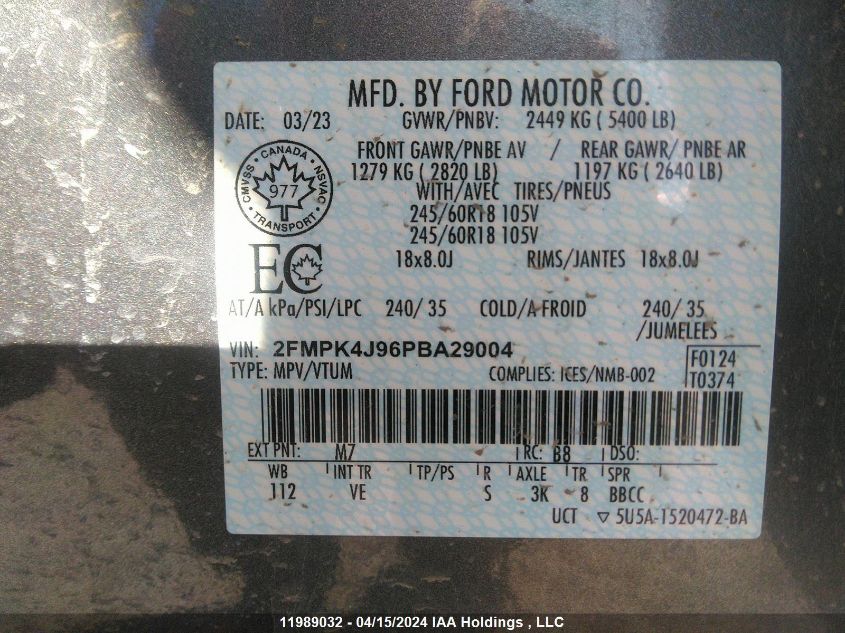 MFD. BY FORD MOTOR CO.
DATE: 03/23 GVWR/PNBV: 2449 KG ( 5400 LB)
FRONT GAWR/PNBE AV / REAR GAWR/ PNBE AR
1279 KG ( 2820 LB) 1197 KG ( 2640 LB)
WITH/AVEC TIRES/PNEUS
245/60R18 105V
245/60R18 105V
18x8.0J RIMS/JANTES 18x8.0J
CMVSS • CANADA • NSVAC
977
• TRANSPORT •
EC
AT/A kPa/PSI/LPC 240/ 35 COLD/A FROID 240/ 35
/JUMELEES
VIN: 2FMPK4J96PBA29004 F0124
TYPE: MPV/VTUM COMPLIES: ICES/NMB-002 T0374
EXT PNT: M7 RC: B8 DSO:
WB INT TR TP/PS R AXLE TR SPR
112 VE S 3K 8 BBCC
UCT ▽ 5U5A-1520472-BA
11989032 - 04/15/2024 IAA Holdings , LLC